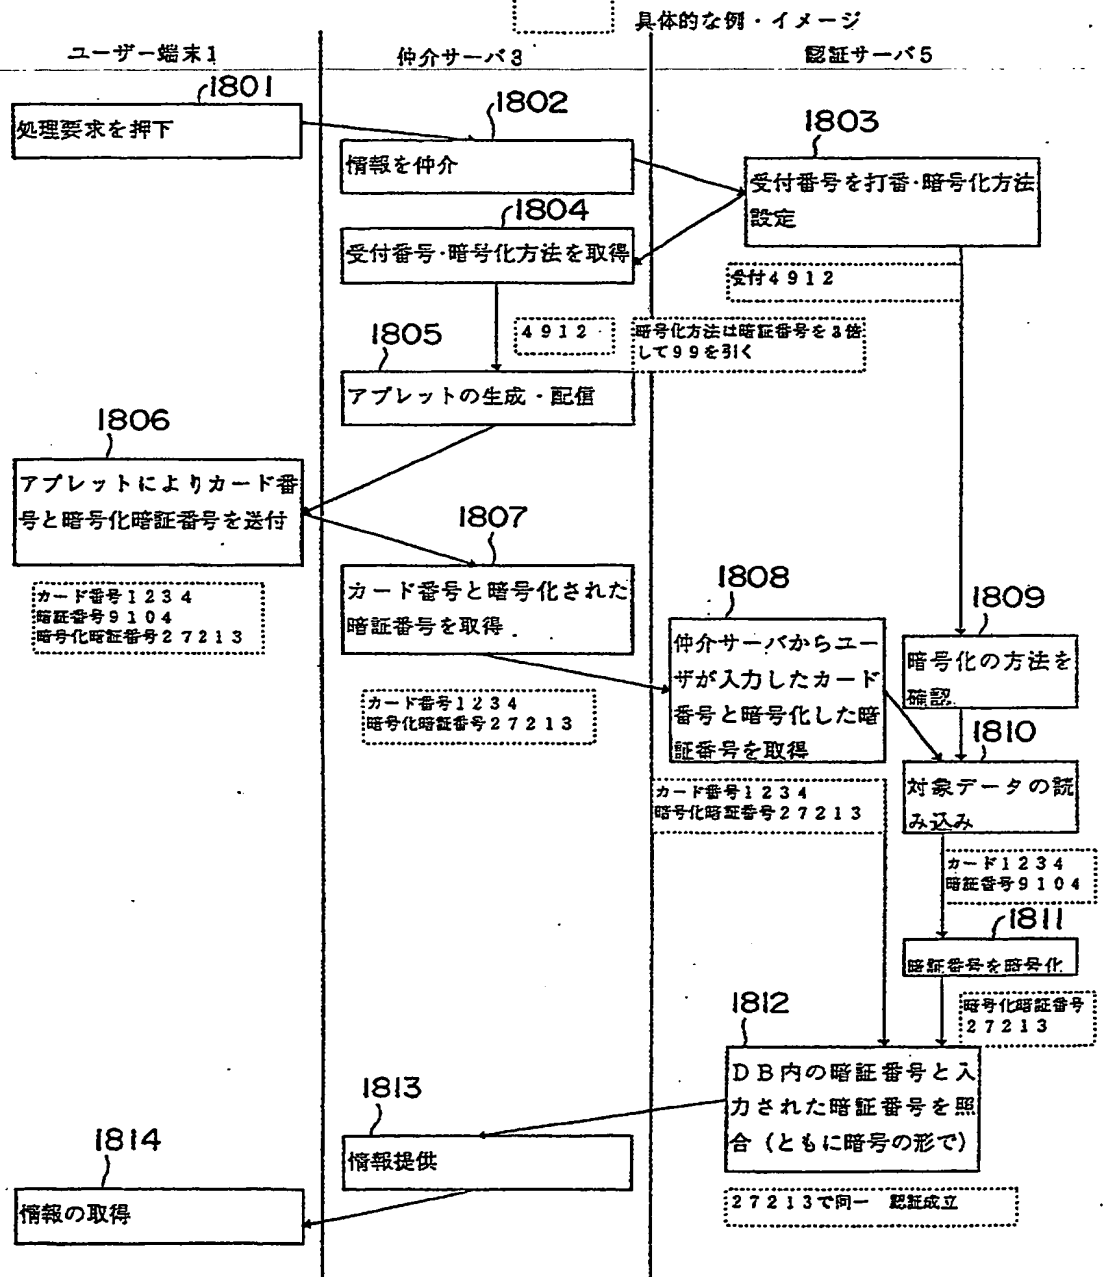 具体的な例・イメージ
ユーザー端末1
仲介サーバ3
認証サーバ5
1801
処理要求を押下
1802
情報を仲介
1803
受付番号を打番・暗号化方法
設定
1804
受付番号・暗号化方法を取得
受付4912
4912
暗号化方法は暗証番号を3倍
して99を引く
1805
アプレットの生成・配信
1806
アプレットによりカード番
号と暗号化暗証番号を送付
カード番号1234
暗証番号9104
暗号化暗証番号27213
1807
カード番号と暗号化された
暗証番号を取得
カード番号1234
暗号化暗証番号27213
1808
仲介サーバからユー
ザが入力したカード
番号と暗号化した暗
証番号を取得
カード番号1234
暗号化暗証番号27213
1809
暗号化の方法を
確認
1810
対象データの読
み込み
カード1234
暗証番号9104
1811
暗証番号を暗号化
暗号化暗証番号
27213
1812
DB内の暗証番号と入
力された暗証番号を照
合(ともに暗号の形で)
27213で同一 認証成立
1813
情報提供
1814
情報の取得